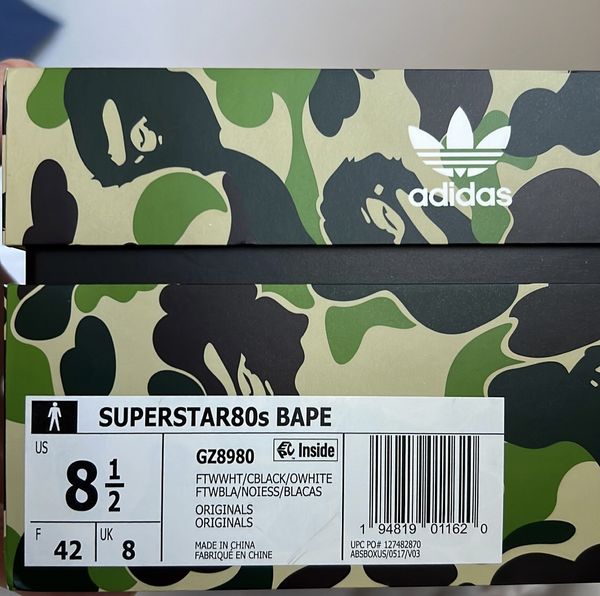 adidas
SUPERSTAR80s BAPE
US
8 1/2
F
42
UK
8
GZ8980
Inside
FTWWHT/CBLACK/OWHITE
FTWBLA/NOIESS/BLACAS
ORIGINALS
ORIGINALS
MADE IN CHINA
FABRIQUÉ EN CHINE
1 94819 01162 0
UPC PO# 127482870
ABSBOXUS/0517/V03